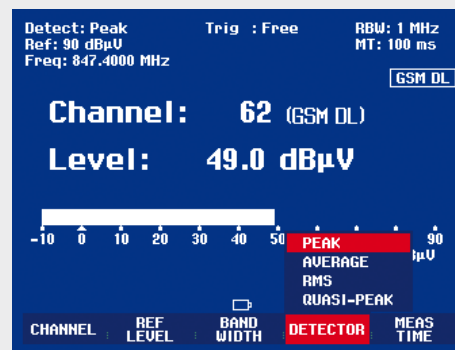 Detect: Peak Trig : Free RBW: 1 MHz
Ref: 90 dBµV MT: 100 ms
Freq: 847.4000 MHz
GSM DL
Channel: 62 (GSM DL)
Level: 49.0 dBµV
-10 0 10 20 30 40 50 90
BµV
PEAK
AVERAGE
RMS
QUASI-PEAK
CHANNEL REF LEVEL BAND WIDTH DETECTOR MEAS TIME